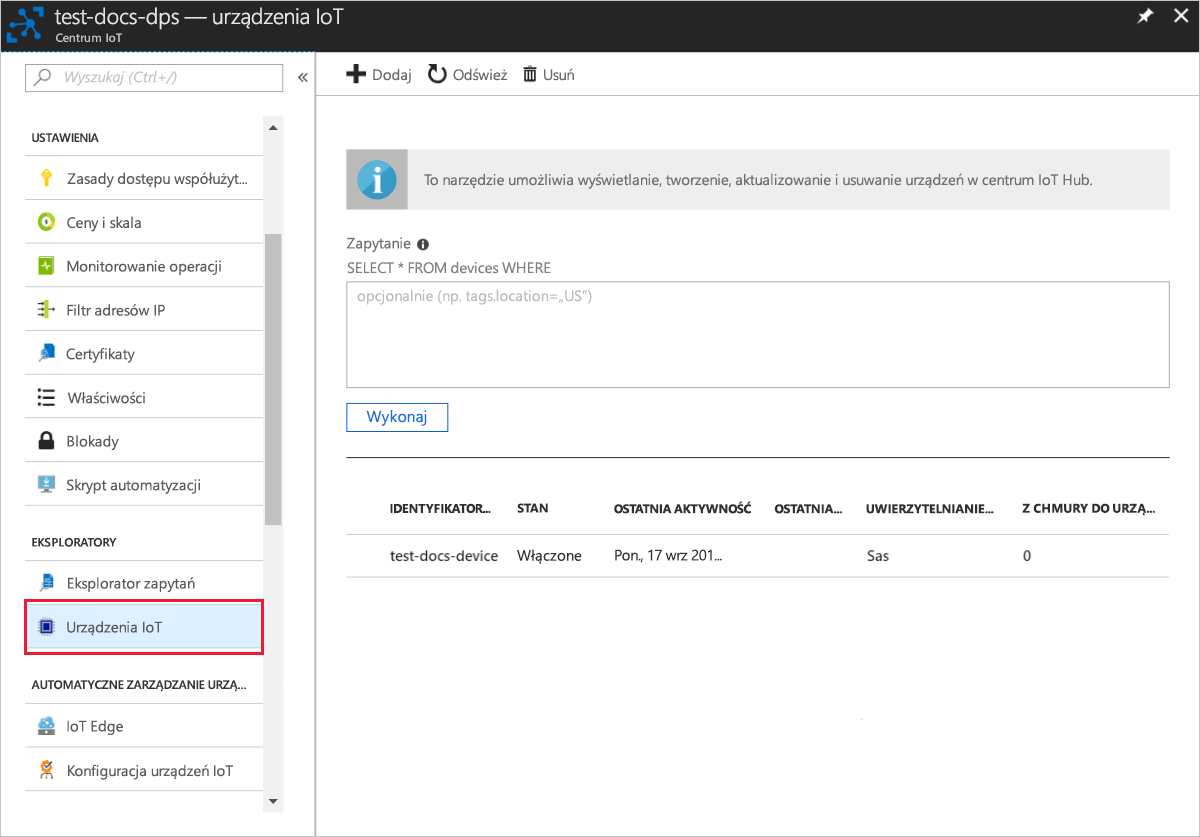 test-docs-dps — urządzenia IoT
Centrum IoT
Wyszukaj (Ctrl+/)
«
USTAWIENIA
Zasady dostępu współużyt...
Ceny i skala
Monitorowanie operacji
Filtr adresów IP
Certyfikaty
Właściwości
Blokady
Skrypt automatyzacji
EKSPLORATORY
Eksplorator zapytań
Urządzenia IoT
AUTOMATYCZNE ZARZĄDZANIE URZĄ...
IoT Edge
Konfiguracja urządzeń IoT
Dodaj Odśwież Usuń
To narzędzie umożliwia wyświetlanie, tworzenie, aktualizowanie i usuwanie urządzeń w centrum IoT Hub.
Zapytanie
SELECT * FROM devices WHERE
opcjonalnie (np. tags.location=„US”)
Wykonaj
IDENTYFIKATOR... STAN OSTATNIA AKTYWNOŚĆ OSTATNIA... UWIERZYTELNIANIE... Z CHMURY DO URZĄ...
test-docs-device Włączone Pon., 17 wrz 201... Sas 0